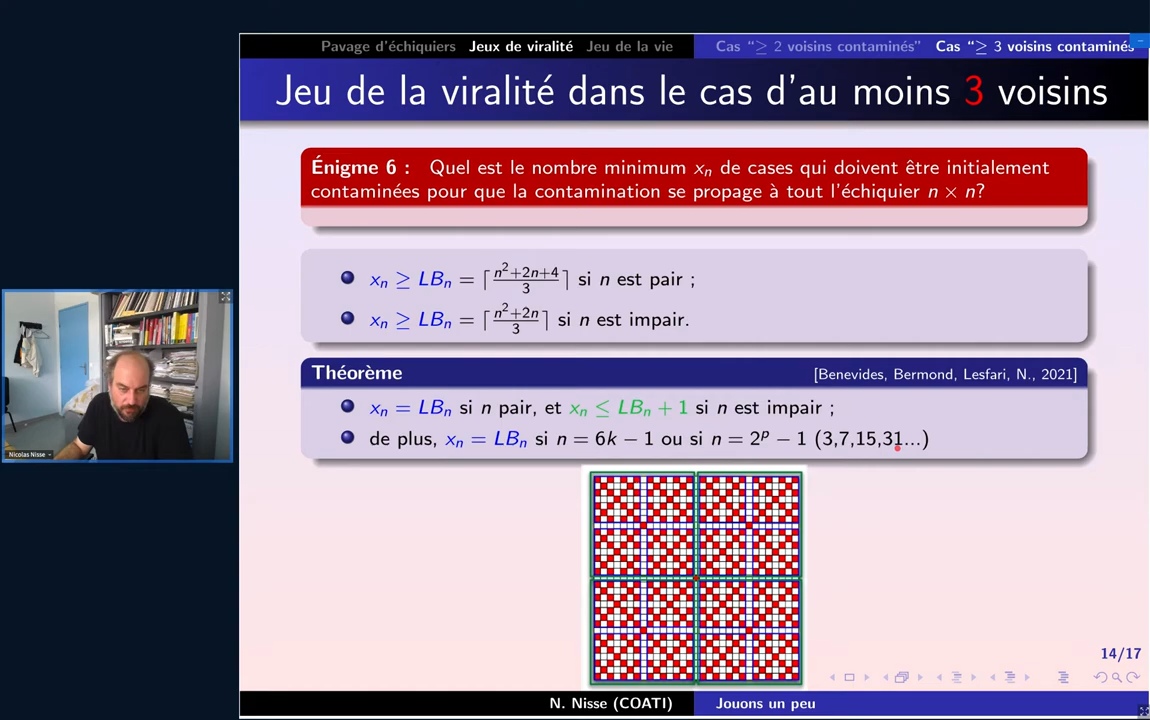 Pavage d'échiquiers Jeux de viralité Jeu de la vie Cas "≥ 2 voisins contaminés" Cas "≥ 3 voisins contaminés
Jeu de la viralité dans le cas d'au moins 3 voisins
Énigme 6 : Quel est le nombre minimum xₙ de cases qui doivent être initialement
contaminées pour que la contamination se propage à tout l'échiquier n × n?
xₙ ≥ LBₙ = ⌈(n²+2n+4)/3⌉ si n est pair ;
xₙ ≥ LBₙ = ⌈(n²+2n)/3⌉ si n est impair.
Théorème [Benevides, Bermond, Lesfari, N., 2021]
xₙ = LBₙ si n pair, et xₙ ≤ LBₙ + 1 si n est impair ;
de plus, xₙ = LBₙ si n = 6k − 1 ou si n = 2ᵖ − 1 (3,7,15,31...)
Nicolas Nisse
14/17
N. Nisse (COATI) Jouons un peu